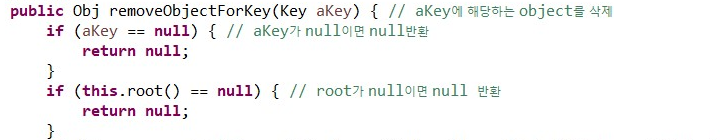 public Obj removeObjectForKey(Key aKey) { // aKey에 해당하는 object를 삭제
if (aKey == null) { // aKey가 null이면 null반환
return null;
}
if (this.root() == null) { // root가 null이면 null 반환
return null;
}